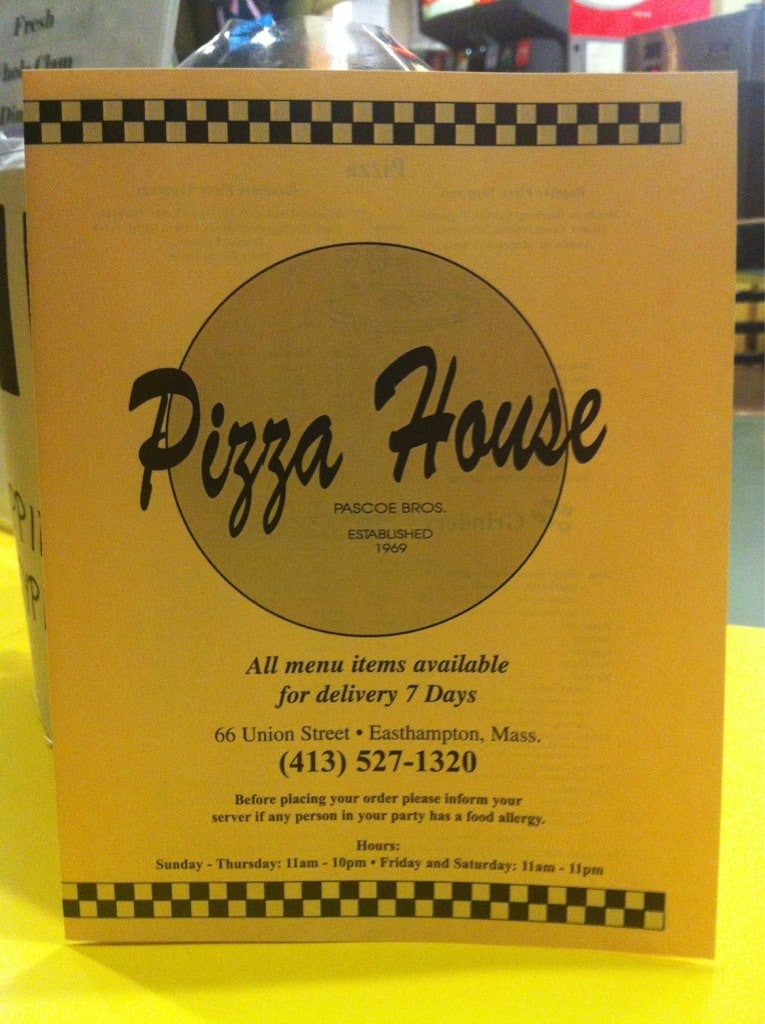 Fresh
Pizza
Pizza House
PASCOE BROS.
ESTABLISHED
1969
All menu items available
for delivery 7 Days
66 Union Street • Easthampton, Mass.
(413) 527-1320
Before placing your order please inform your
server if any person in your party has a food allergy.
Hours:
Sunday - Thursday: 11am - 10pm • Friday and Saturday: 11am - 11pm